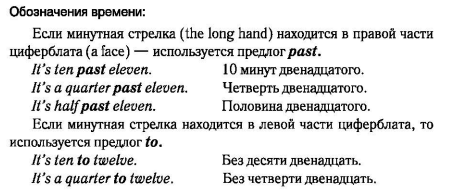 Обозначения времени:
Если минутная стрелка (the long hand) находится в правой части
циферблата (a face) — используется предлог past.
It's ten past eleven. 10 минут двенадцатого.
It's a quarter past eleven. Четверть двенадцатого.
It's half past eleven. Половина двенадцатого.
Если минутная стрелка находится в левой части циферблата, то
используется предлог to.
It's ten to twelve. Без десяти двенадцать.
It's a quarter to twelve. Без четверти двенадцать.